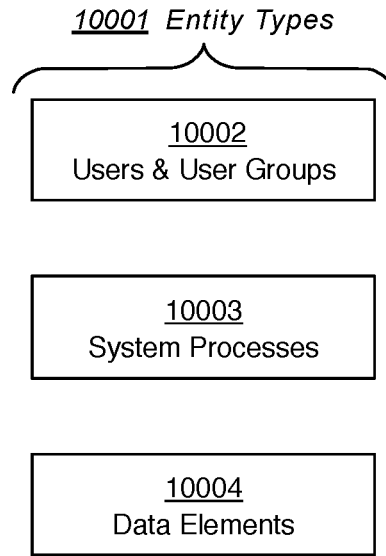 10001 Entity Types
10002
Users & User Groups
10003
System Processes
10004
Data Elements